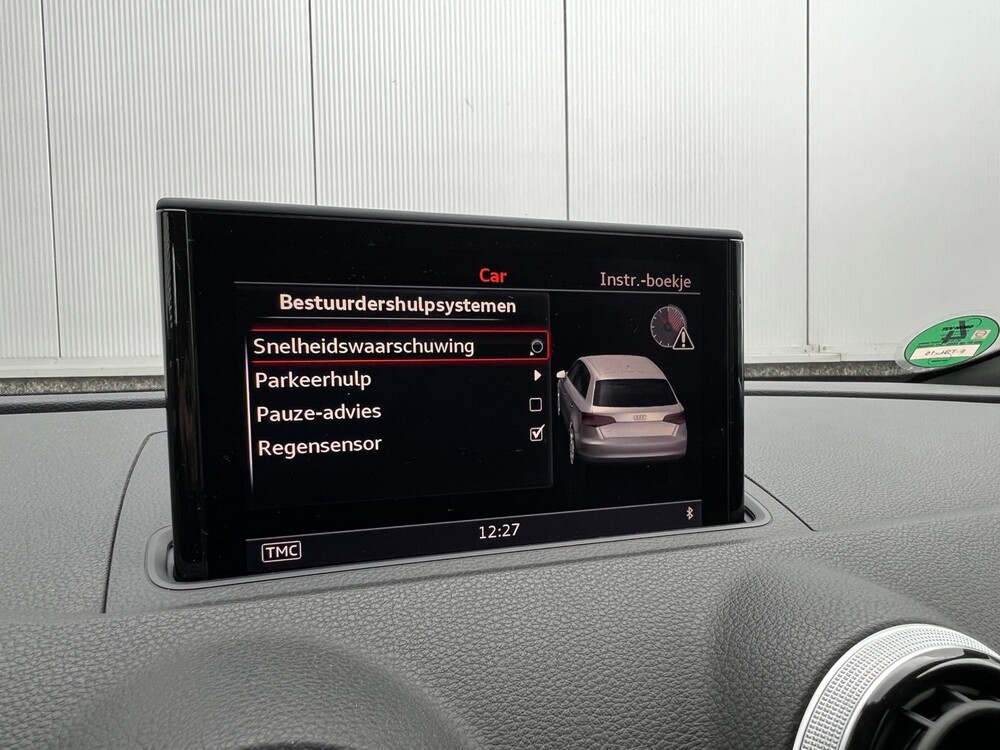 Car
Instr.-boekje
Bestuurdershulpsystemen
Snelheidswaarschuwing
Parkeerhulp
Pauze-advies
Regensensor
12:27
TMC